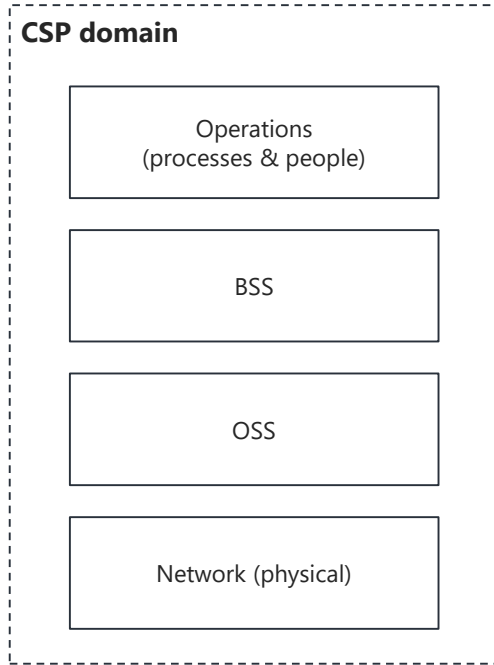 CSP domain
Operations
(processes & people)
BSS
OSS
Network (physical)